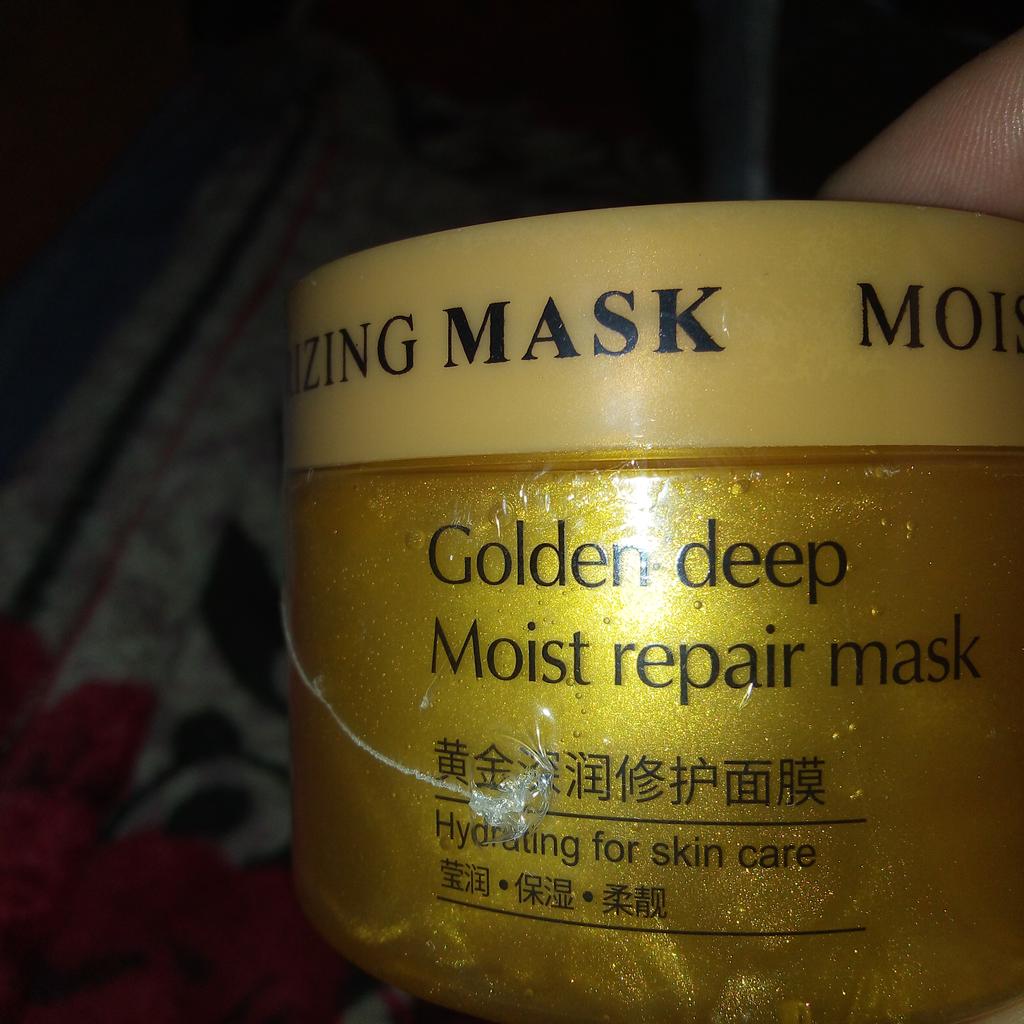 IZING MASK MOIS
Golden deep
Moist repair mask
黄金深润修护面膜
Hydrating for skin care
莹润•保湿•柔靓